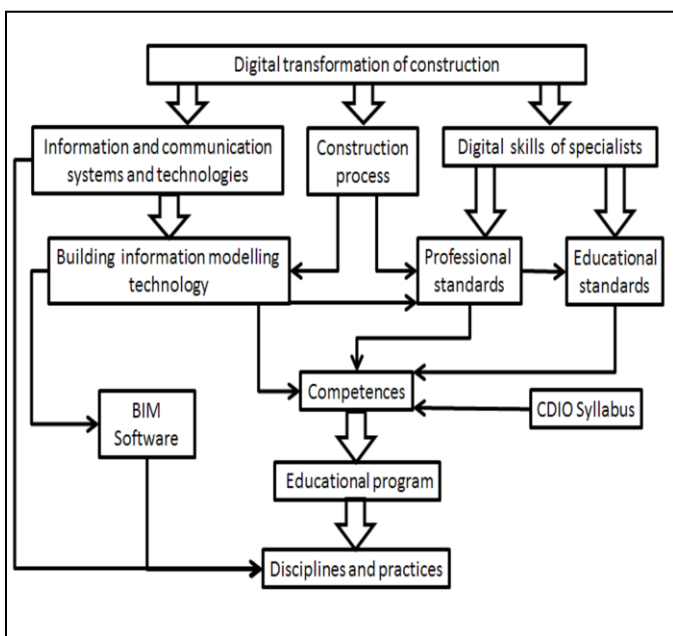 Digital transformation of construction
Information and communication
systems and technologies
Construction
process
Digital skills of specialists
Building information modelling
technology
Professional
standards
Educational
standards
Competences
CDIO Syllabus
BIM
Software
Educational program
Disciplines and practices